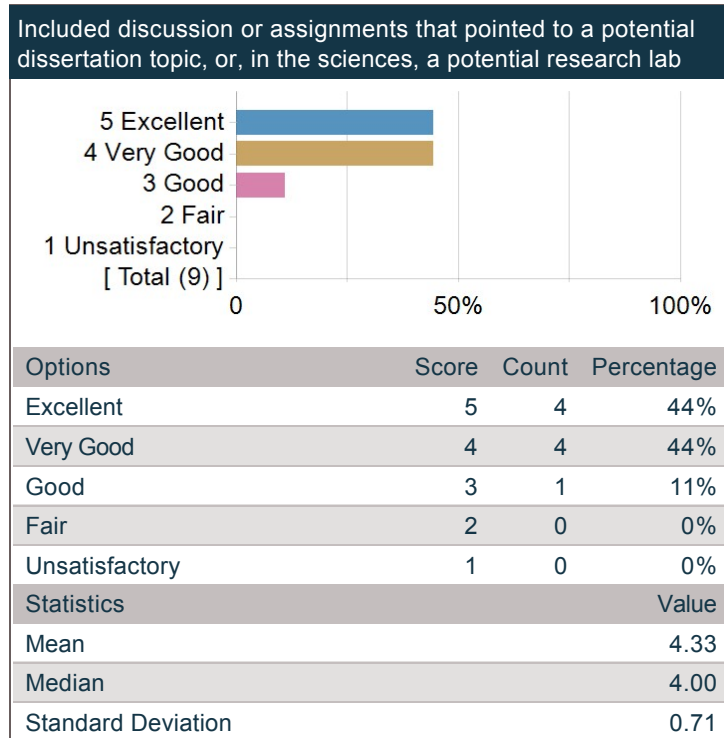 Included discussion or assignments that pointed to a potential
dissertation topic, or, in the sciences, a potential research lab
5 Excellent
4 Very Good
3 Good
2 Fair
1 Unsatisfactory
[ Total (9) ]
0 50% 100%
Options Score Count Percentage
Excellent 5 4 44%
Very Good 4 4 44%
Good 3 1 11%
Fair 2 0 0%
Unsatisfactory 1 0 0%
Statistics Value
Mean 4.33
Median 4.00
Standard Deviation 0.71